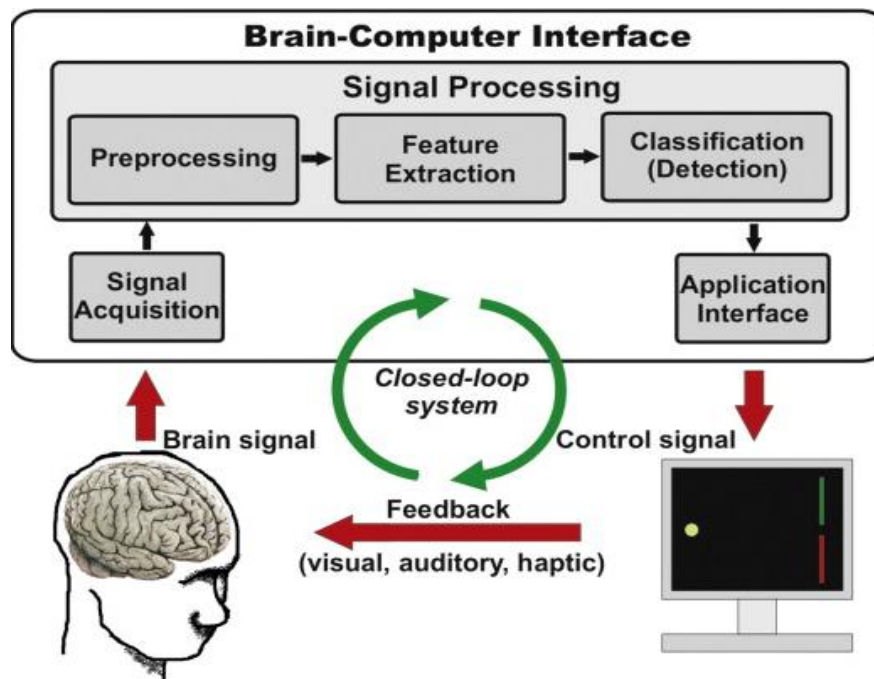 Brain-Computer Interface
Signal Processing
Preprocessing
Feature
Extraction
Classification
(Detection)
Signal
Acquisition
Application
Interface
Closed-loop
system
Brain signal
Control signal
Feedback
(visual, auditory, haptic)